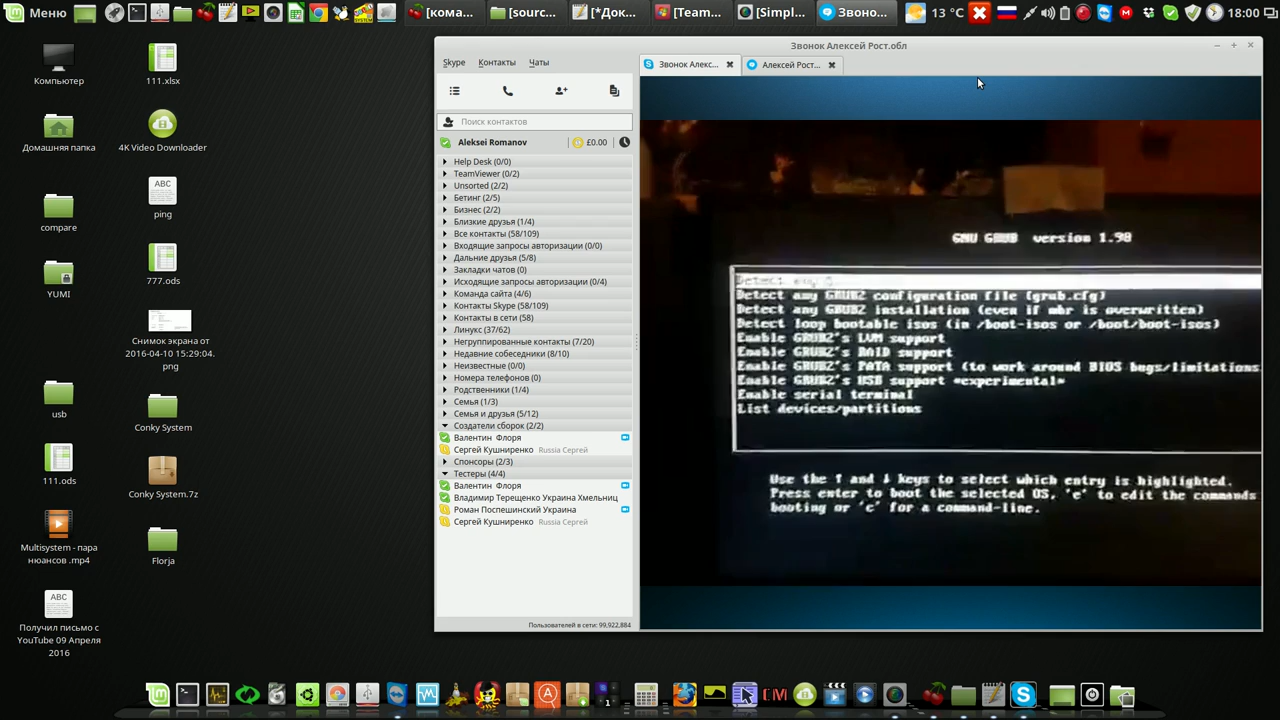 Меню
[кома...
[sourc...
[*Док...
[Team...
[Simpl...
Звоно...
13 °C
18:00
Компьютер
111.xlsx
Домашняя папка
4K Video Downloader
compare
ABC
ping
YUMI
777.ods
Снимок экрана от
2016-04-10 15:29:04.
png
usb
Conky System
111.ods
Conky System.7z
Multisystem - пара
нюансов .mp4
Florja
ABC
Получил письмо с
YouTube 09 Апреля
2016
Звонок Алексей Рост.обл
Skype Контакты Чаты
Звонок Алекс...
Алексей Рост...
Поиск контактов
Aleksei Romanov £0.00
Help Desk (0/0)
TeamViewer (0/2)
Unsorted (2/2)
Бетинг (2/5)
Бизнес (2/2)
Близкие друзья (1/4)
Все контакты (58/109)
Входящие запросы авторизации (0/0)
Дальние друзья (5/8)
Закладки чатов (0)
Исходящие запросы авторизации (0/4)
Команда сайта (4/6)
Контакты Skype (58/109)
Контакты в сети (58)
Линукс (37/62)
Негруппированные контакты (7/20)
Недавние собеседники (8/10)
Неизвестные (0/0)
Номера телефонов (0)
Родственники (1/4)
Семья (1/3)
Семья и друзья (5/12)
Создатели сборок (2/2)
Валентин Флоря
Сергей Кушниренко Russia Сергей
Спонсоры (2/3)
Тестеры (4/4)
Валентин Флоря
Владимир Терещенко Украина Хмельниц
Роман Поспешинский Украина
Сергей Кушниренко Russia Сергей
Пользователей в сети: 99,922,884
GNU GRUB version 1.98
Detect any
Detect any GRUB2 configuration file (grub.cfg)
Detect any GRUB2 installation (even if mbr is overwritten)
Detect loop bootable isos (in /boot-isos or /boot/boot-isos)
Enable GRUB2's LVM support
Enable GRUB2's RAID support
Enable GRUB2's PATA support (to work around BIOS bugs/limitations
Enable GRUB2's USB support *experimental*
Enable serial terminal
List devices/partitions
Use the ↑ and ↓ keys to select which entry is highlighted.
Press enter to boot the selected OS, 'e' to edit the commands
booting or 'c' for a command-line.